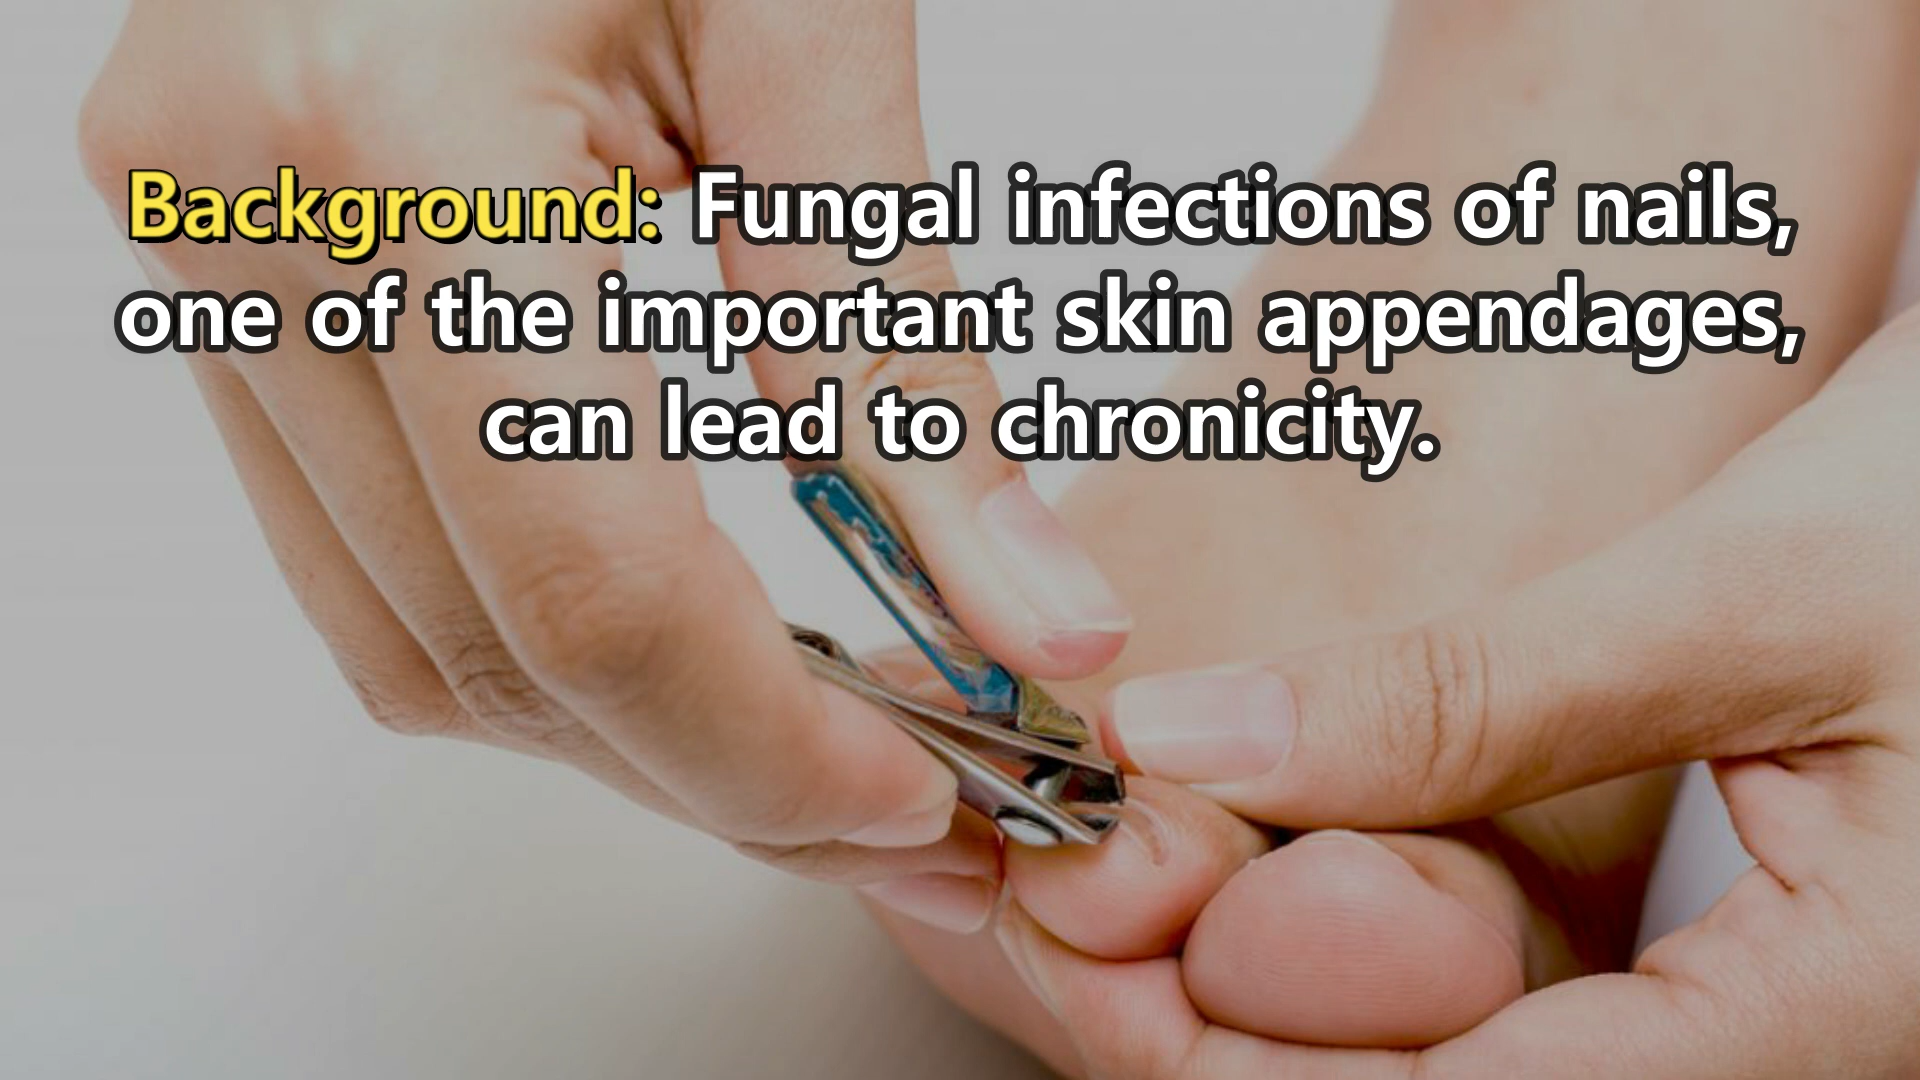 Background: Fungal infections of nails,
one of the important skin appendages,
can lead to chronicity.